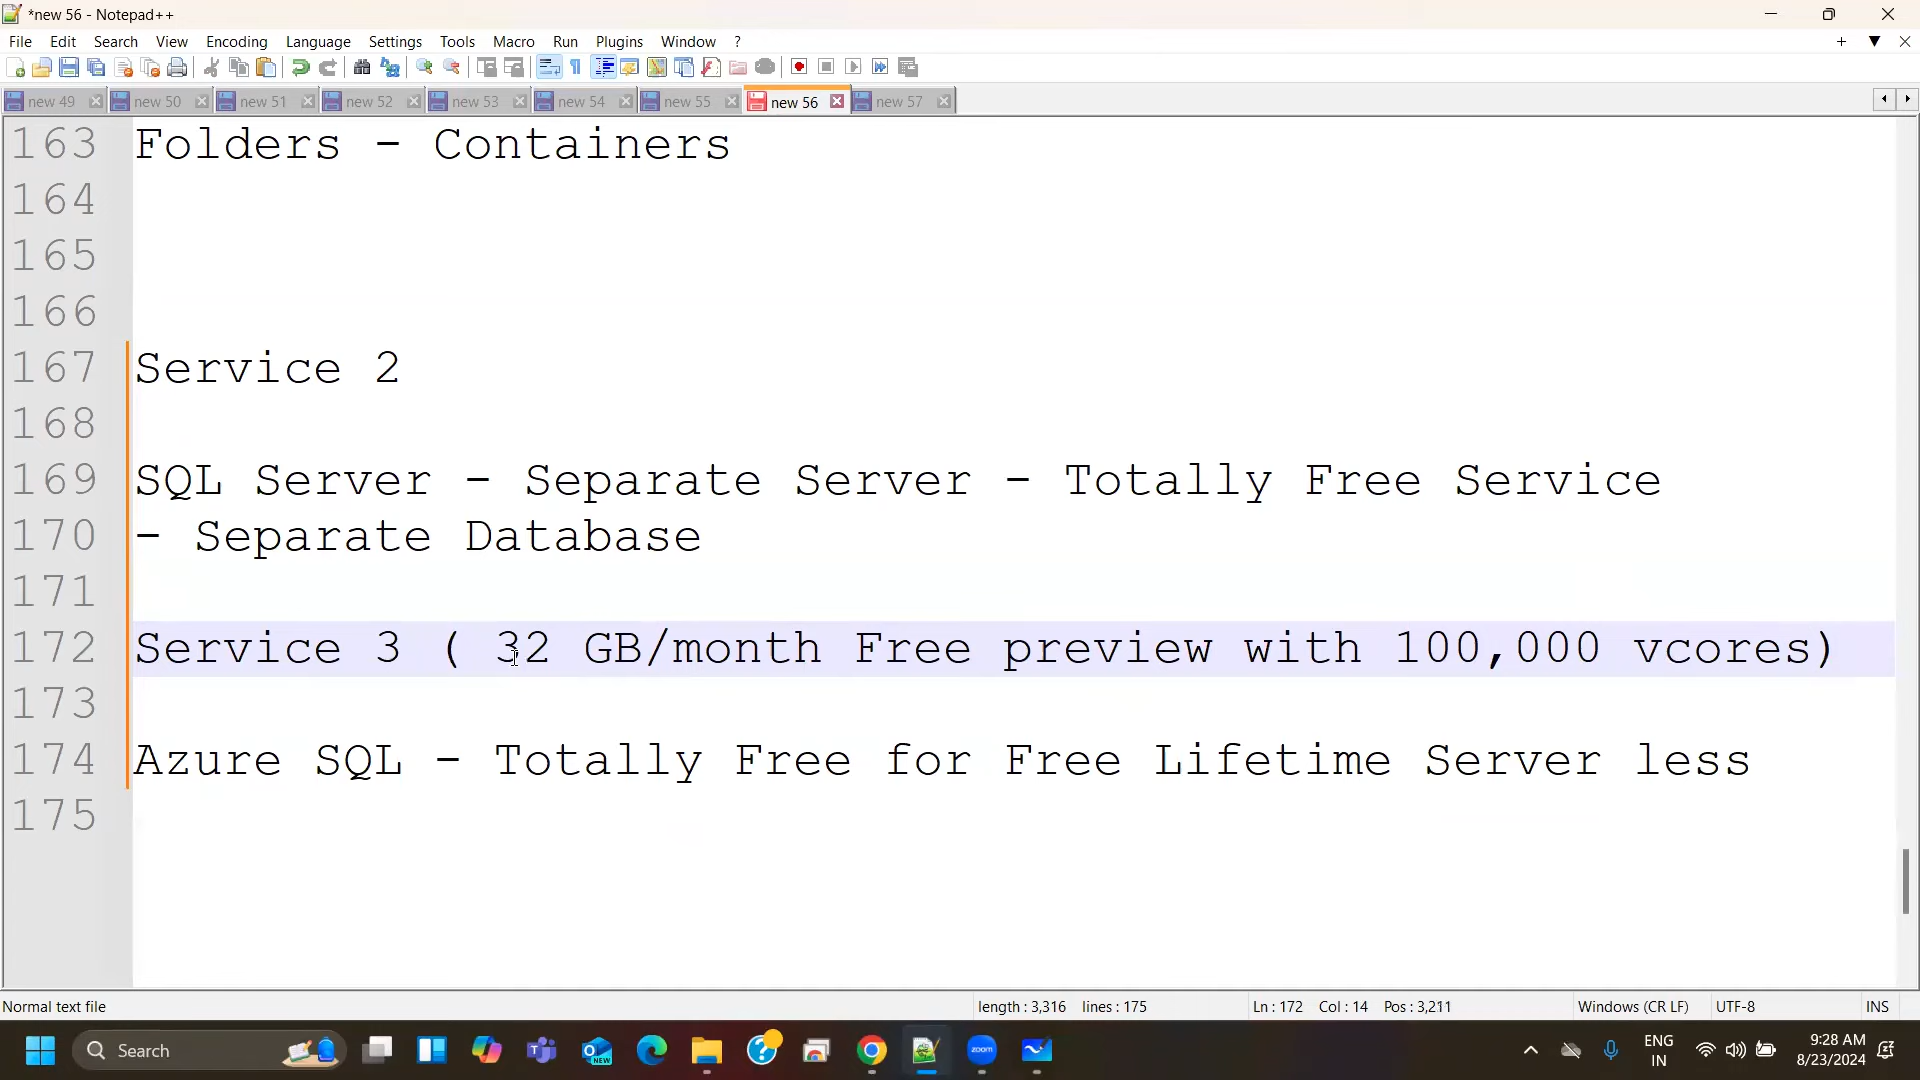 *new 56 - Notepad++
File Edit Search View Encoding Language Settings Tools Macro Run Plugins Window ?
new 49 new 50 new 51 new 52 new 53 new 54 new 55 new 56 new 57
163 Folders - Containers
164
165
166
167 Service 2
168
169 SQL Server - Separate Server - Totally Free Service
170 - Separate Database
171
172 Service 3 ( 32 GB/month Free preview with 100,000 vcores)
173
174 Azure SQL - Totally Free for Free Lifetime Server less
175
Normal text file length : 3,316 lines : 175 Ln : 172 Col : 14 Pos : 3,211 Windows (CR LF) UTF-8 INS
Search NEW zoom ENG 9:28 AM
IN 8/23/2024